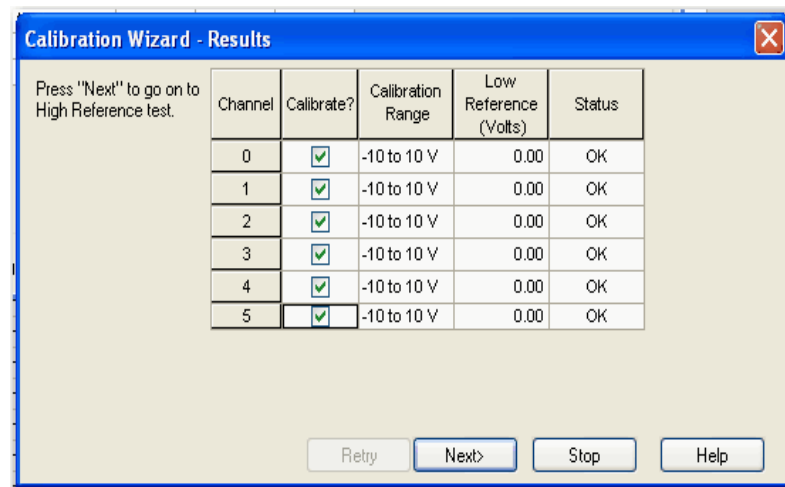 Calibration Wizard - Results
Press "Next" to go on to
High Reference test.
Channel Calibrate? Calibration Range Low Reference (Volts) Status
0 -10 to 10 V 0.00 OK
1 -10 to 10 V 0.00 OK
2 -10 to 10 V 0.00 OK
3 -10 to 10 V 0.00 OK
4 -10 to 10 V 0.00 OK
5 -10 to 10 V 0.00 OK
Retry Next> Stop Help